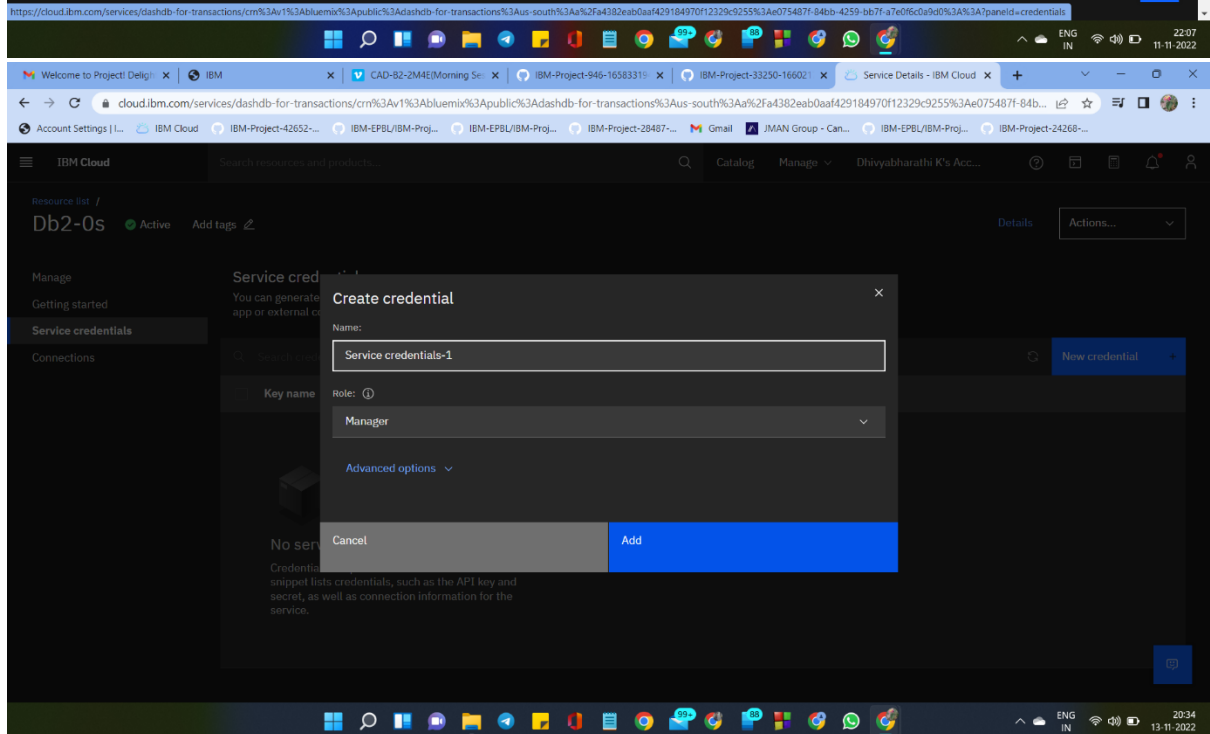 https://cloud.ibm.com/services/dashdb-for-transactions/crn%3Av1%3Abluemix%3Apublic%3Adashdb-for-transactions%3Aus-south%3Aa%2Fa4382eab0aaf429184970f12329c9255%3Ae075487f-84bb-4259-bb7f-a7e0f6c0a9d0%3A%3A?paneId=credentials
99+ 88 ENG IN 22:07 11-11-2022
Welcome to Project! Deligh IBM CAD-B2-2M4E(Morning Ses IBM-Project-946-16583319 IBM-Project-33250-166021 Service Details - IBM Cloud
cloud.ibm.com/services/dashdb-for-transactions/crn%3Av1%3Abluemix%3Apublic%3Adashdb-for-transactions%3Aus-south%3Aa%2Fa4382eab0aaf429184970f12329c9255%3Ae075487f-84b...
Account Settings | I... IBM Cloud IBM-Project-42652-... IBM-EPBL/IBM-Proj... IBM-EPBL/IBM-Proj... IBM-Project-28487-... Gmail JMAN Group - Can... IBM-EPBL/IBM-Proj... IBM-Project-24268-...
IBM Cloud Search resources and products... Catalog Manage Dhivyabharathi K's Acc...
Resource list /
Db2-0s Active Add tags Details Actions...
Manage Service cred
Getting started You can generate
app or external
Service credentials
Connections New credential
Key name
Create credential
Name:
Service credentials-1
Role:
Manager
Advanced options
Cancel Add
No serv
Credentia
snippet lists credentials, such as the API key and
secret, as well as connection information for the
service.
99+ 88 ENG IN 20:34 13-11-2022